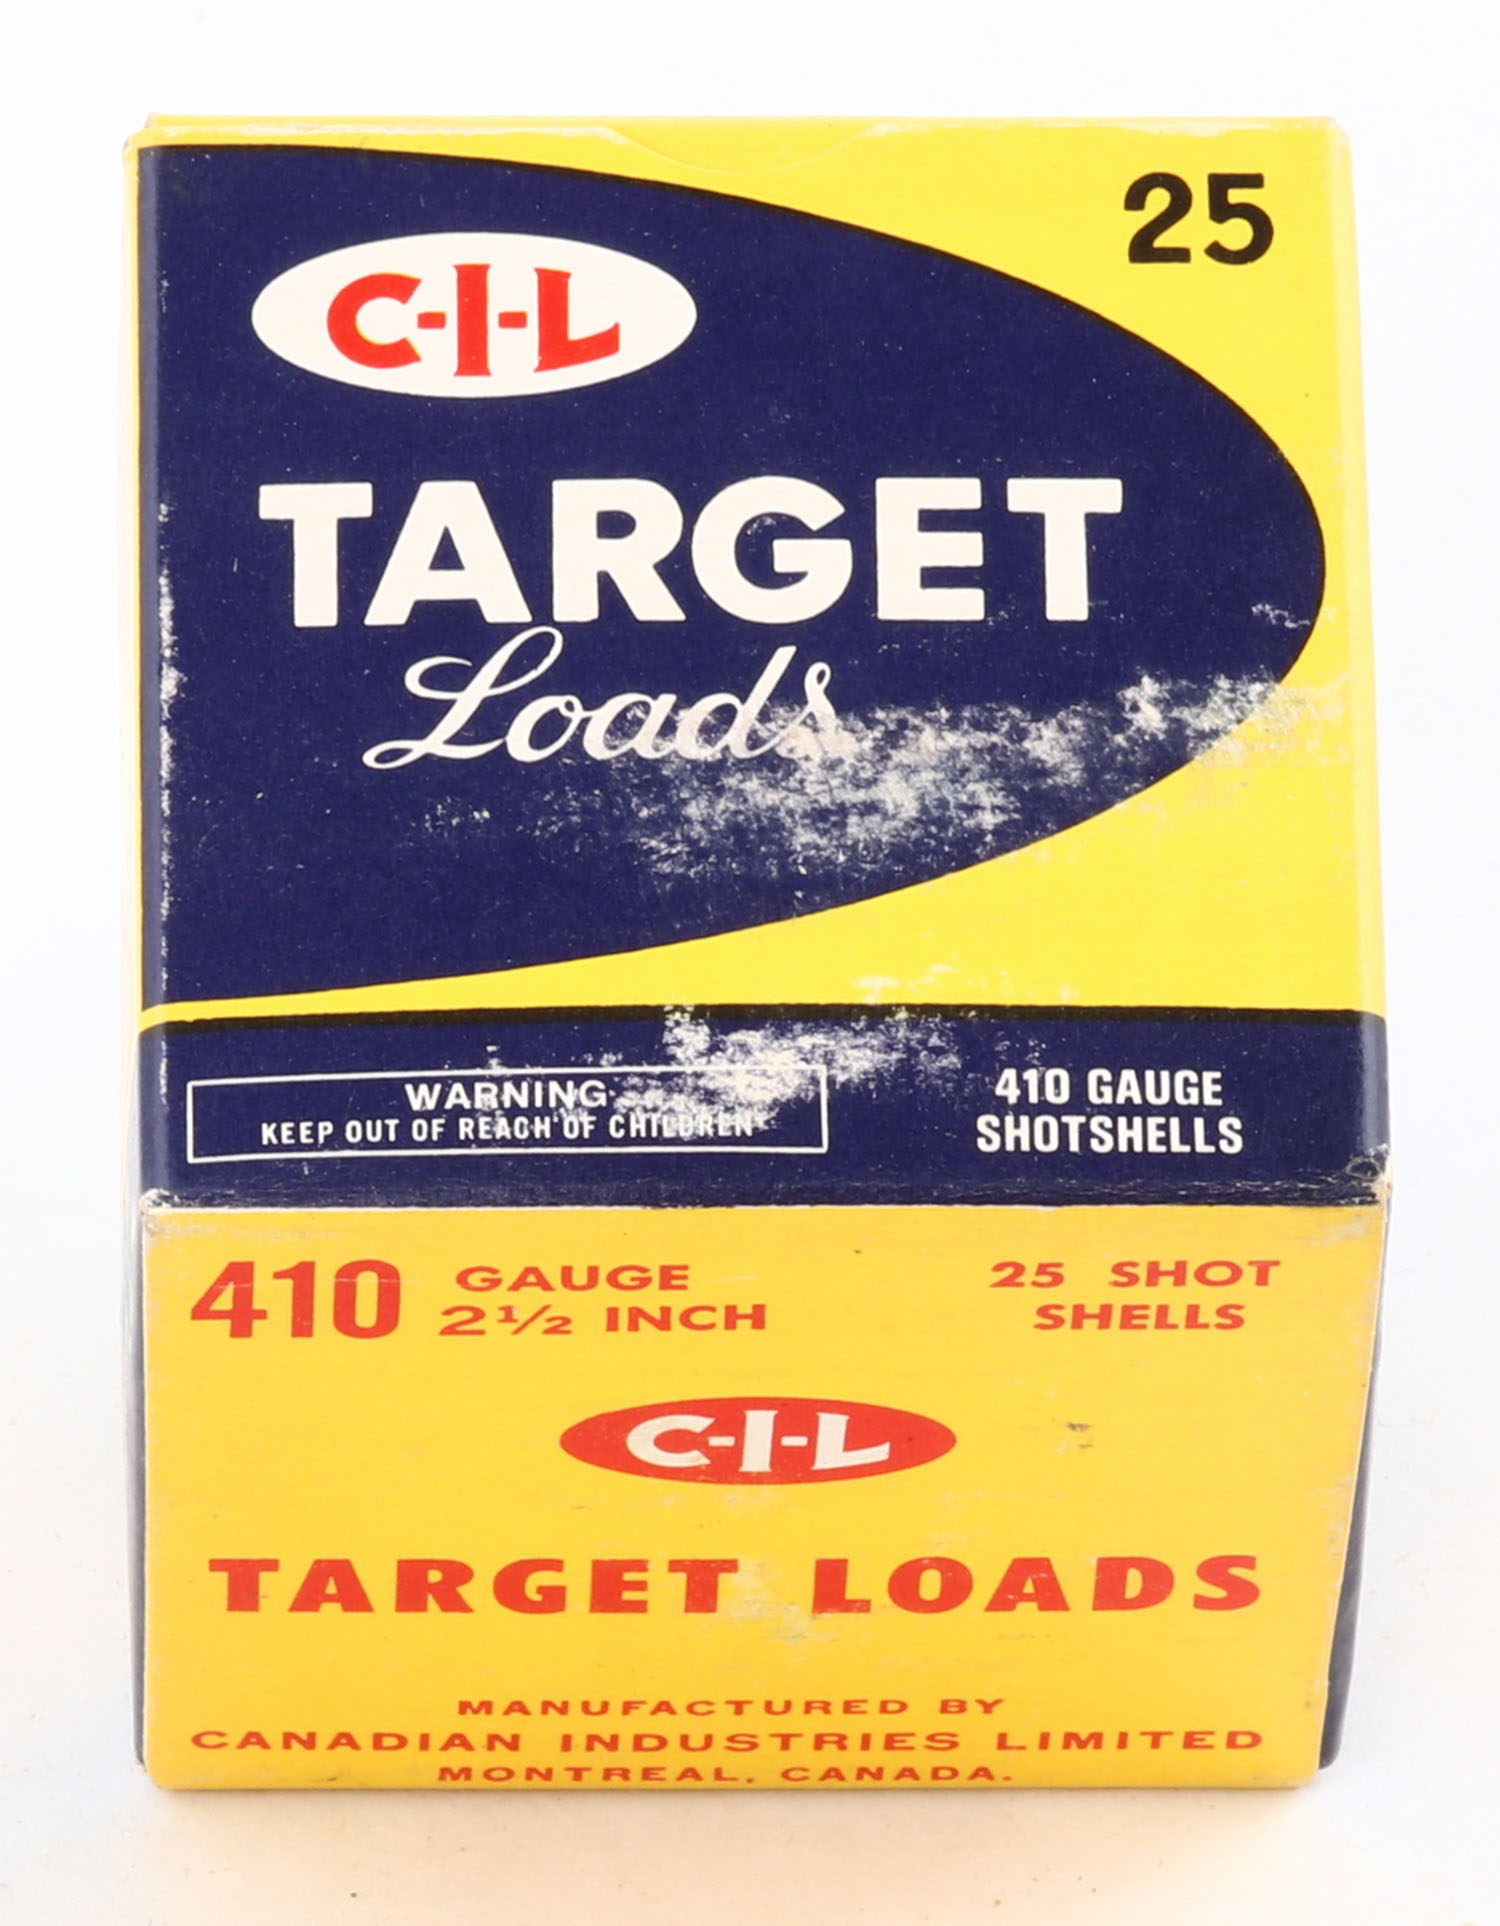 25
C-I-L
TARGET
Loads
WARNING
KEEP OUT OF REACH OF CHILDREN
410 GAUGE
SHOTSHELLS
410 GAUGE
2½ INCH
25 SHOT
SHELLS
C-I-L
TARGET LOADS
MANUFACTURED BY
CANADIAN INDUSTRIES LIMITED
MONTREAL, CANADA.